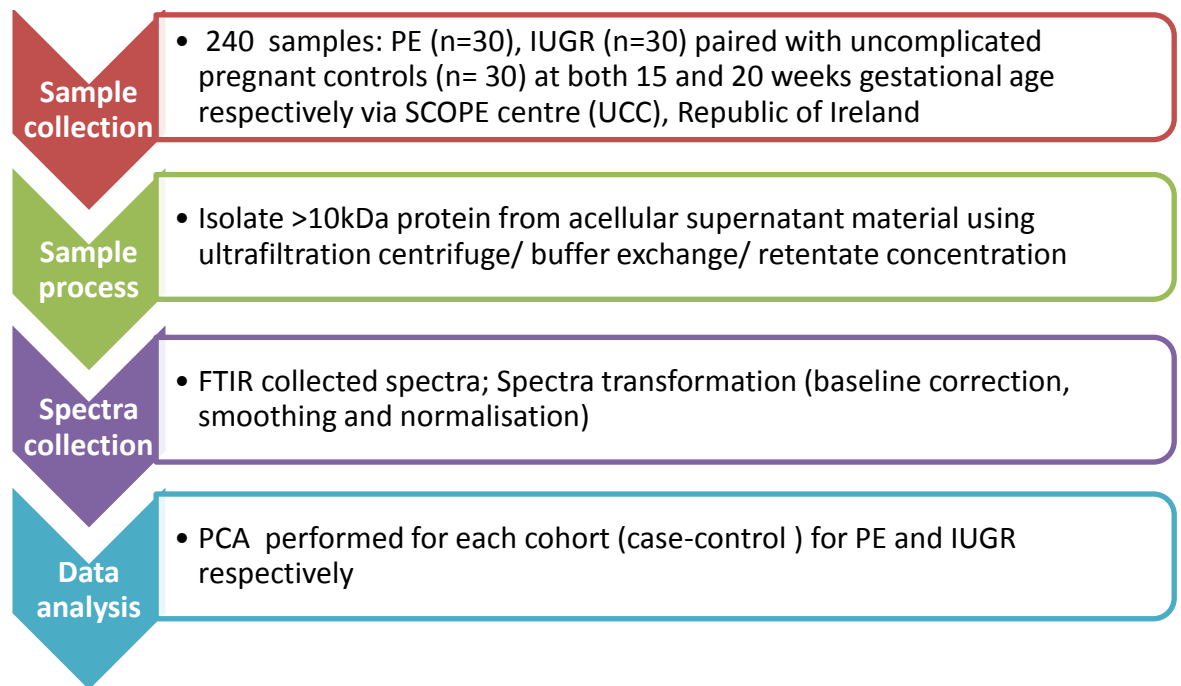 Sample
collection
• 240 samples: PE (n=30), IUGR (n=30) paired with uncomplicated
pregnant controls (n= 30) at both 15 and 20 weeks gestational age
respectively via SCOPE centre (UCC), Republic of Ireland
Sample
process
• Isolate >10kDa protein from acellular supernatant material using
ultrafiltration centrifuge/ buffer exchange/ retentate concentration
Spectra
collection
• FTIR collected spectra; Spectra transformation (baseline correction,
smoothing and normalisation)
Data
analysis
• PCA performed for each cohort (case-control ) for PE and IUGR
respectively